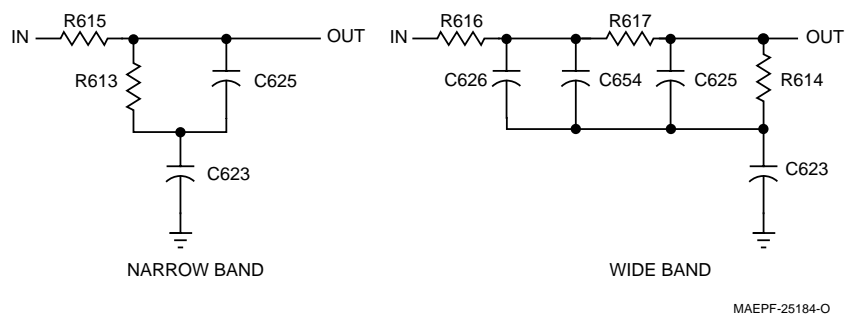 R615
IN
OUT
R613
C625
C623
NARROW BAND
R616
R617
IN
OUT
C626
C654
C625
R614
C623
WIDE BAND
MAEPF-25184-O